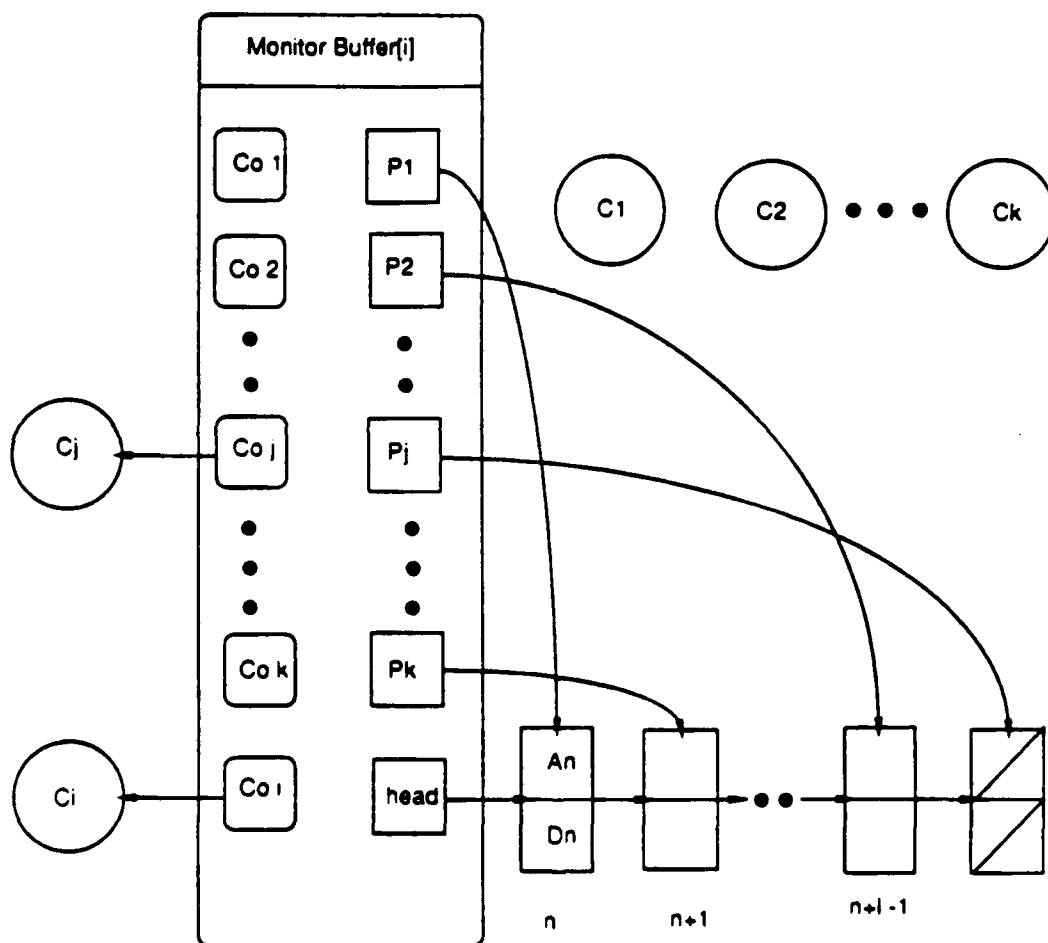 Monitor Buffer[i]
Co 1
P1
C1
C2
Ck
Co 2
P2
Cj
Co j
Pj
Co k
Pk
Ci
Co i
head
An
Dn
n
n+1
n+l-1